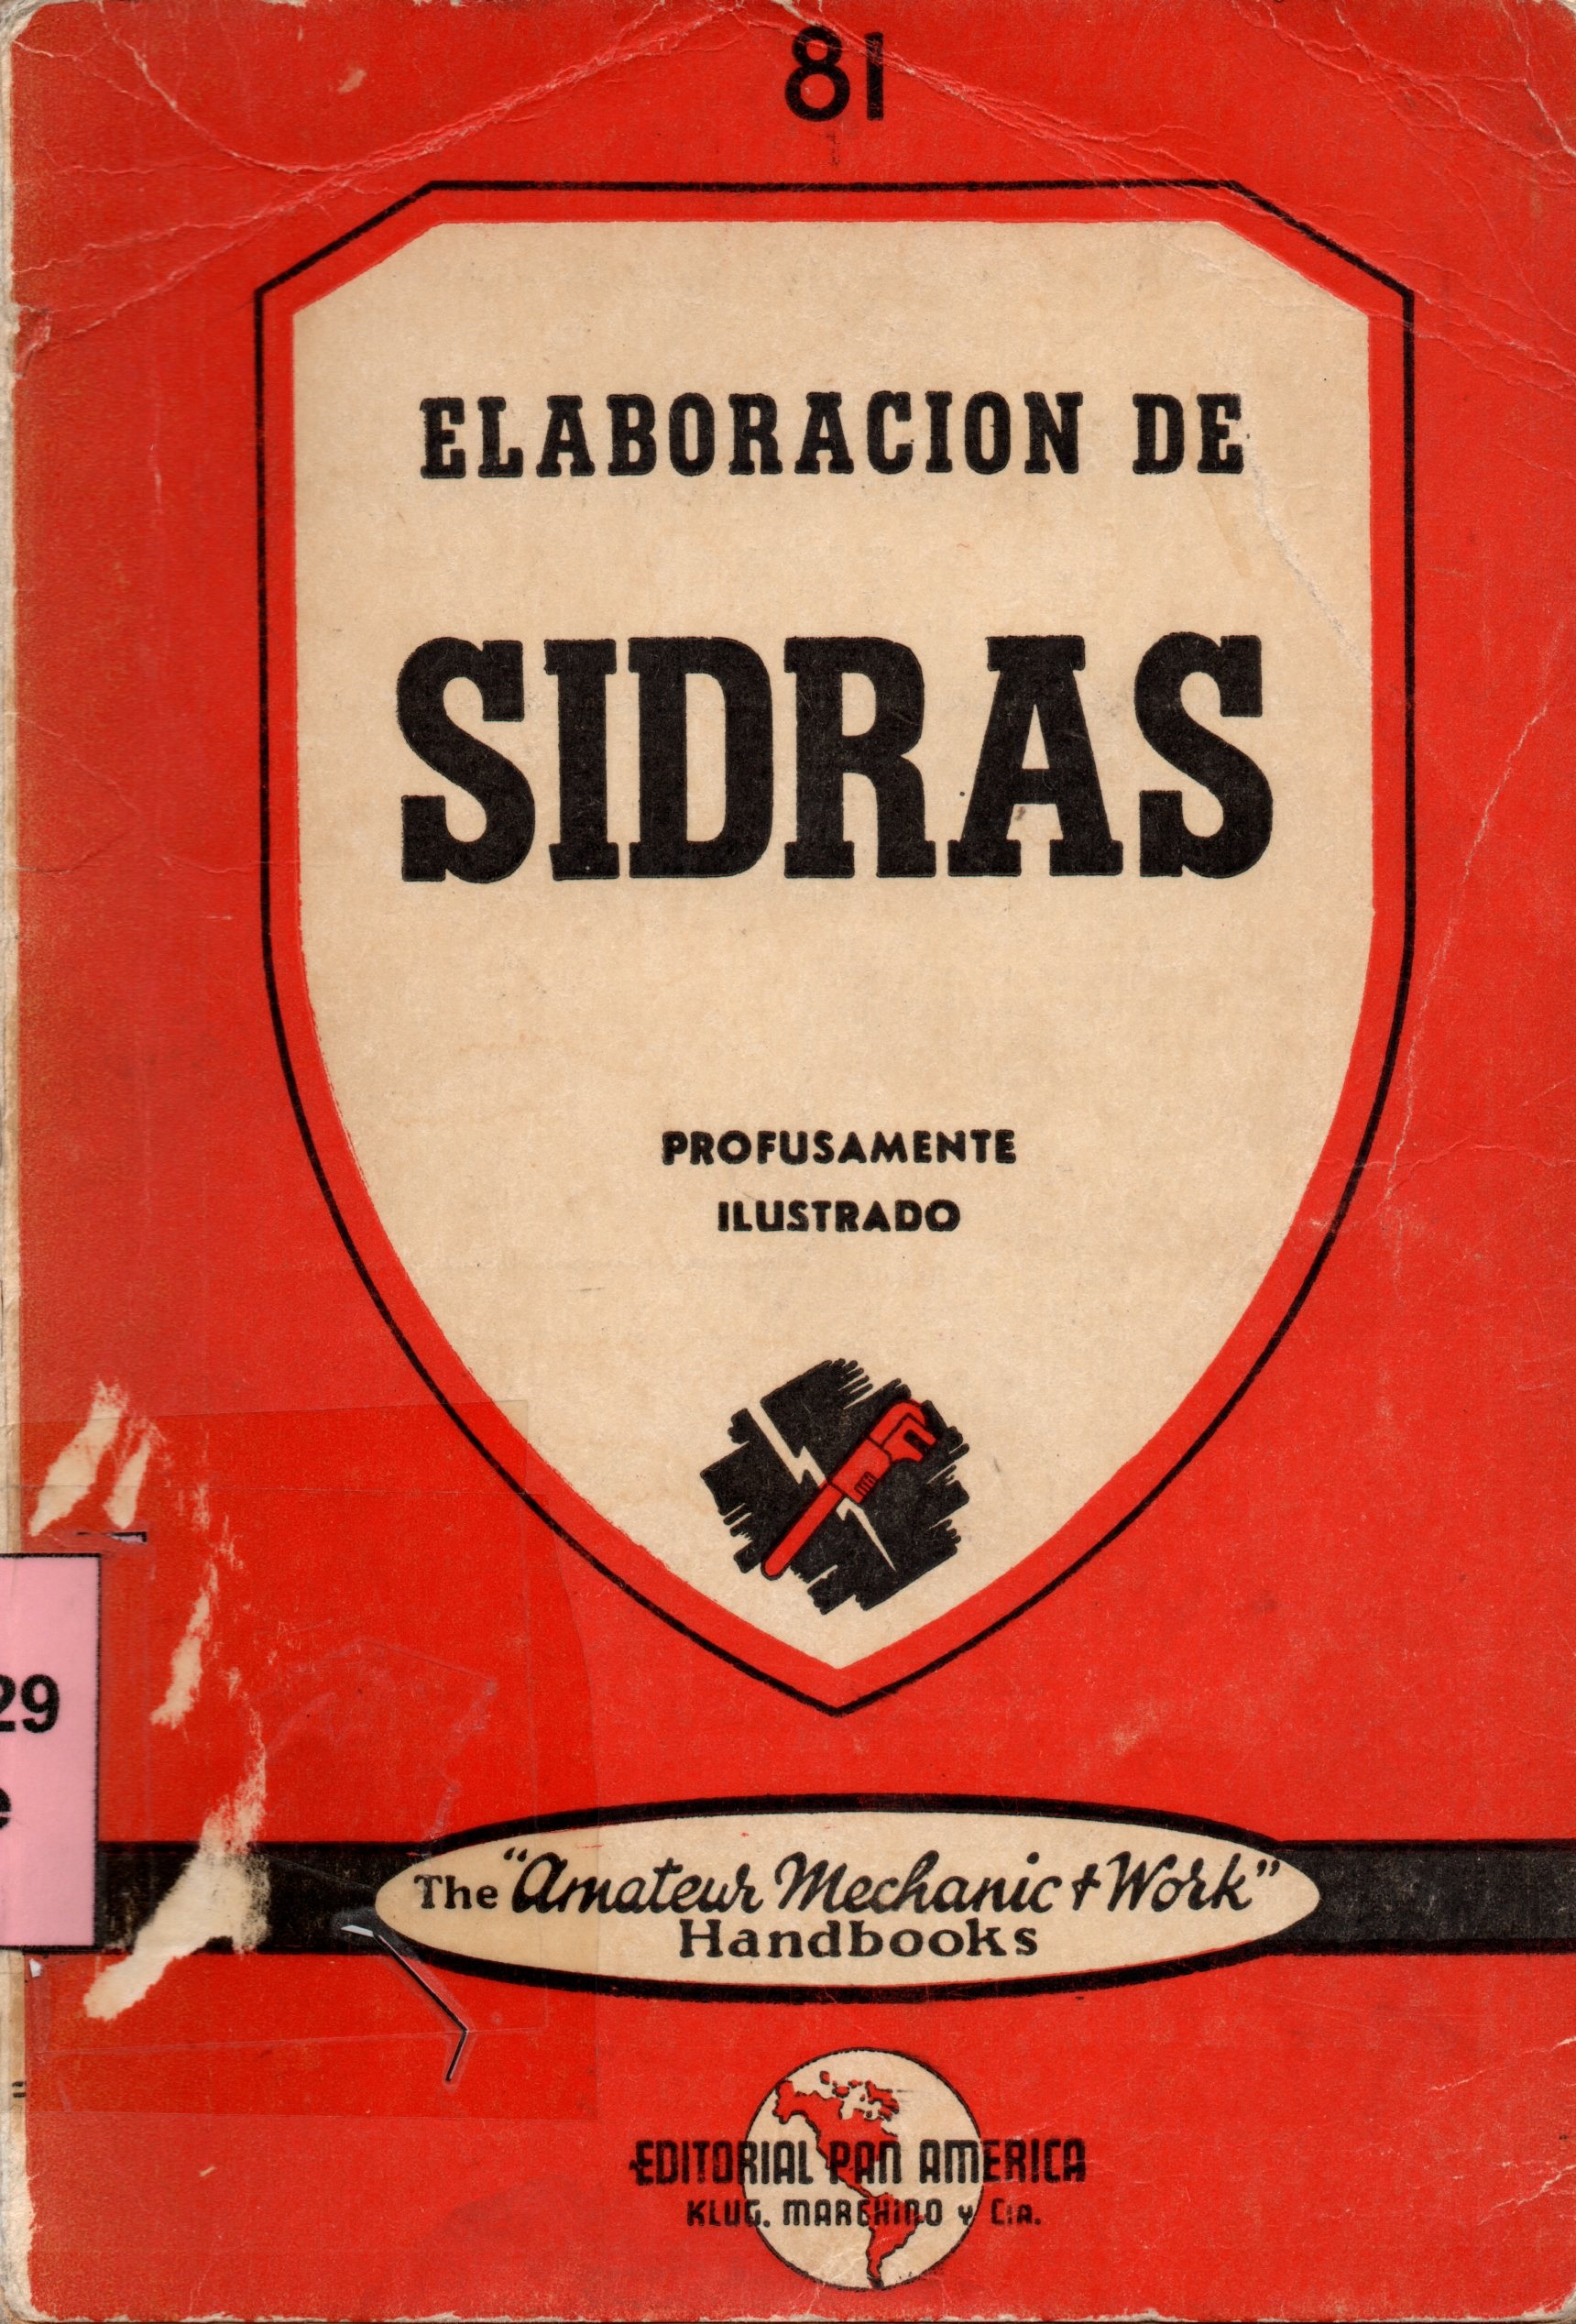 81
ELABORACION DE
SIDRAS
PROFUSAMENTE
ILUSTRADO
29
e
The "Amateur Mechanic & Work"
Handbooks
EDITORIAL PAN AMERICA
KLUG, MARCHINO y Cia.